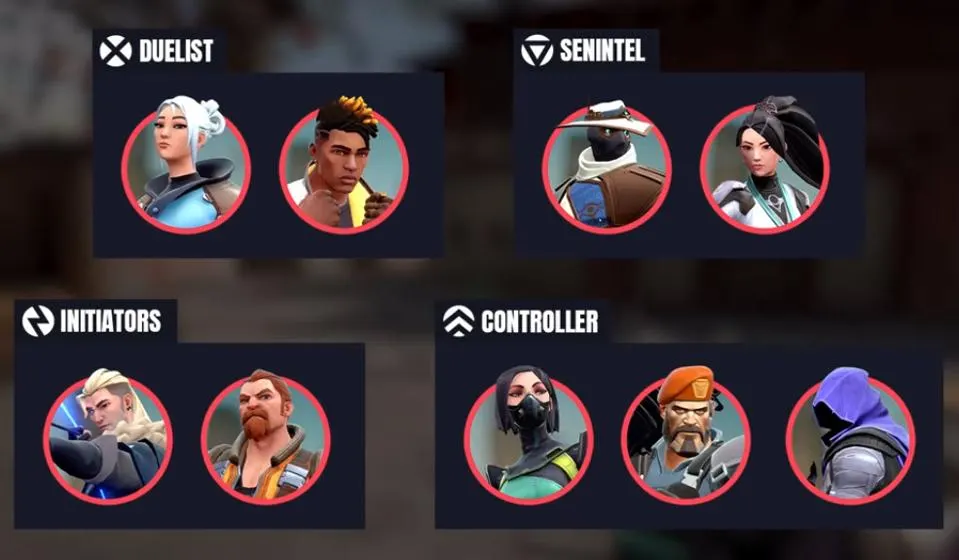 DUELIST
SENINTEL
INITIATORS
CONTROLLER